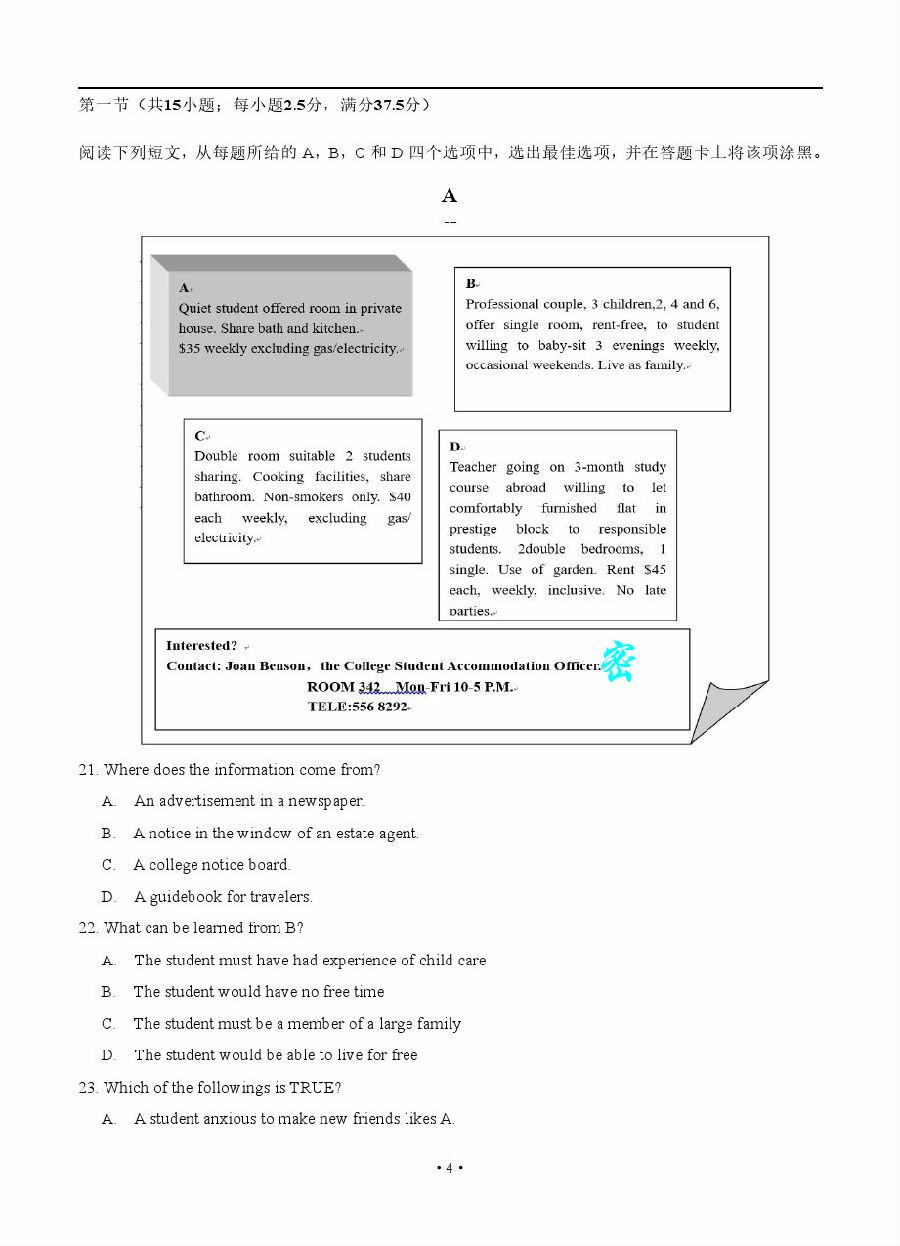 第一节（共15小题；每小题2.5分，满分37.5分）
阅读下列短文，从每题所给的 A，B，C 和 D 四个选项中，选出最佳选项，并在答题卡上将该项涂黑。
A
--
A
Quiet student offered room in private
house. Share bath and kitchen.
$35 weekly excluding gas/electricity.
B
Professional couple, 3 children,2, 4 and 6,
offer single room, rent-free, to student
willing to baby-sit 3 evenings weekly,
occasional weekends. Live as family.
C
Double room suitable 2 students
sharing. Cooking facilities, share
bathroom. Non-smokers only. $40
each weekly, excluding gas/
electricity.
D
Teacher going on 3-month study
course abroad willing to let
comfortably furnished flat in
prestige block to responsible
students. 2double bedrooms, 1
single. Use of garden. Rent $45
each, weekly, inclusive. No late
parties.
Interested?
Contact: Joan Benson，the College Student Accommodation Officer.
密
ROOM 342 Mon-Fri 10-5 P.M.
TELE:556 8292
21. Where does the information come from?
A. An advertisement in a newspaper.
B. A notice in the window of an estate agent.
C. A college notice board.
D. A guidebook for travelers.
22. What can be learned from B?
A. The student must have had experience of child care
B. The student would have no free time
C. The student must be a member of a large family
D. The student would be able to live for free
23. Which of the followings is TRUE?
A. A student anxious to make new friends likes A.
• 4 •